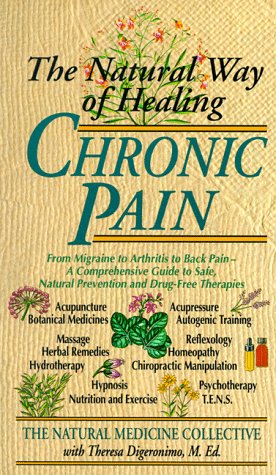 The Natural Way
of Healing
CHRONIC
PAIN
From Migraine to Arthritis to Back Pain–
A Comprehensive Guide to Safe,
Natural Prevention and Drug-Free Therapies
Acupuncture
Botanical Medicines
Acupressure
Autogenic Training
Massage
Herbal Remedies
Hydrotherapy
Reflexology
Homeopathy
Chiropractic Manipulation
Hypnosis
Nutrition and Exercise
Psychotherapy
T.E.N.S.
THE NATURAL MEDICINE COLLECTIVE
with Theresa Digeronimo, M. Ed.